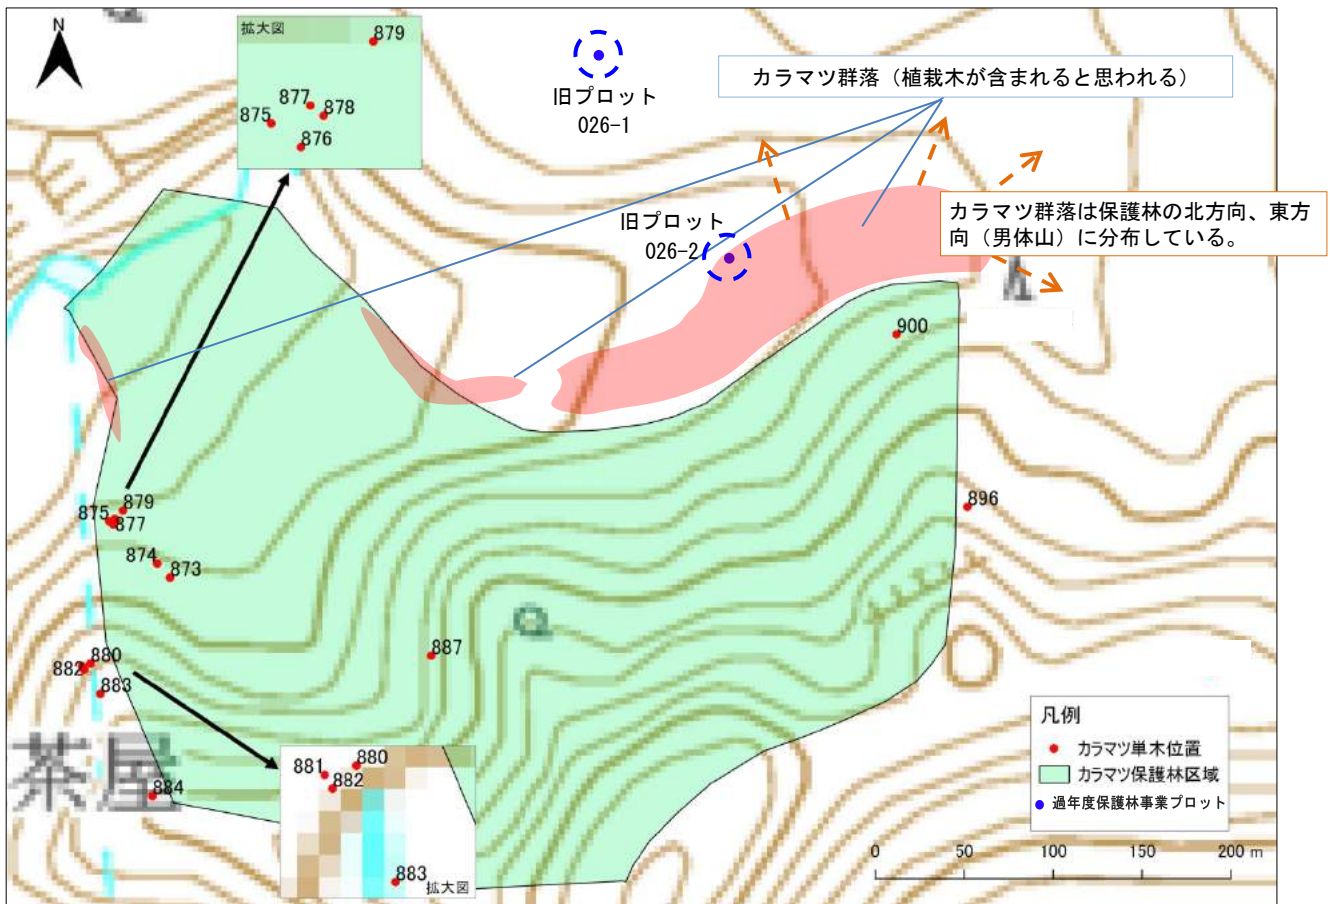 N
拡大図
879
877
878
875
876
旧プロット
026-1
カラマツ群落（植栽木が含まれると思われる）
カラマツ群落は保護林の北方向、東方
向（男体山）に分布している。
旧プロット
026-2
900
896
879
875
877
874
873
887
880
882
883
884
茶屋
881
880
882
883
拡大図
凡例
カラマツ単木位置
カラマツ保護林区域
過年度保護林事業プロット
0 50 100 150 200 m